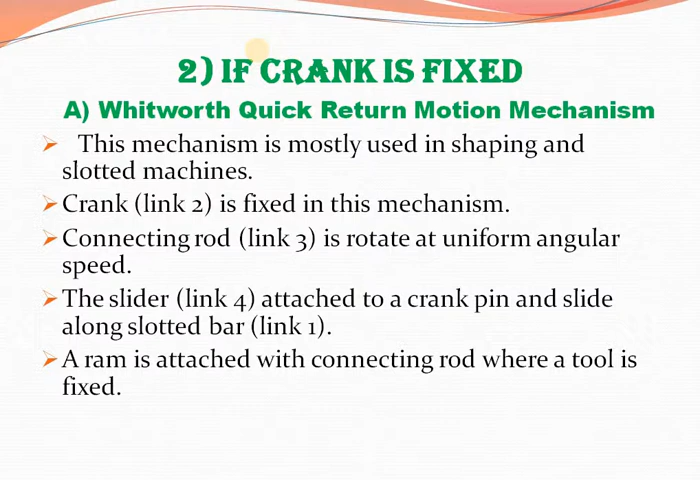 2) IF CRANK IS FIXED
A) Whitworth Quick Return Motion Mechanism
➢ This mechanism is mostly used in shaping and
slotted machines.
➢ Crank (link 2) is fixed in this mechanism.
➢ Connecting rod (link 3) is rotate at uniform angular
speed.
➢ The slider (link 4) attached to a crank pin and slide
along slotted bar (link 1).
➢ A ram is attached with connecting rod where a tool is
fixed.